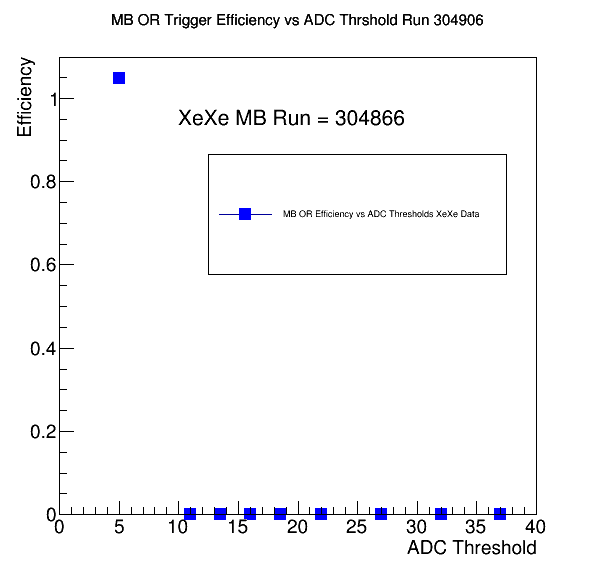 MB OR Trigger Efficiency vs ADC Thrshold Run 304906
Efficiency
XeXe MB Run = 304866
MB OR Efficiency vs ADC Thresholds XeXe Data
1
0.8
0.6
0.4
0.2
0
0 5 10 15 20 25 30 35 40
ADC Threshold